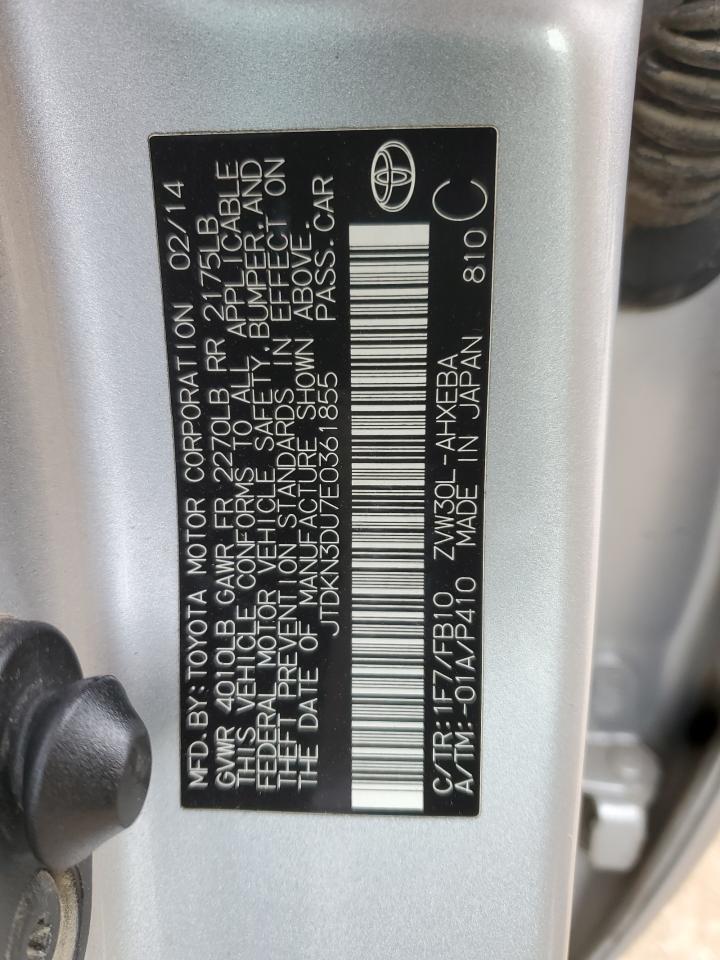 MFD. BY: TOYOTA MOTOR CORPORATION 02/14
GVWR 4010LB GAWR FR 2270LB RR 2175LB
THIS VEHICLE CONFORMS TO ALL APPLICABLE
FEDERAL MOTOR VEHICLE SAFETY, BUMPER, AND
THEFT PREVENTION STANDARDS IN EFFECT ON
THE DATE OF MANUFACTURE SHOWN ABOVE.
JTDKN3DU7E0361855 PASS. CAR
C/TR: 1F7/FB10 ZVW30L-AHXEBA 810 C
A/TM: -01A/P410 MADE IN JAPAN